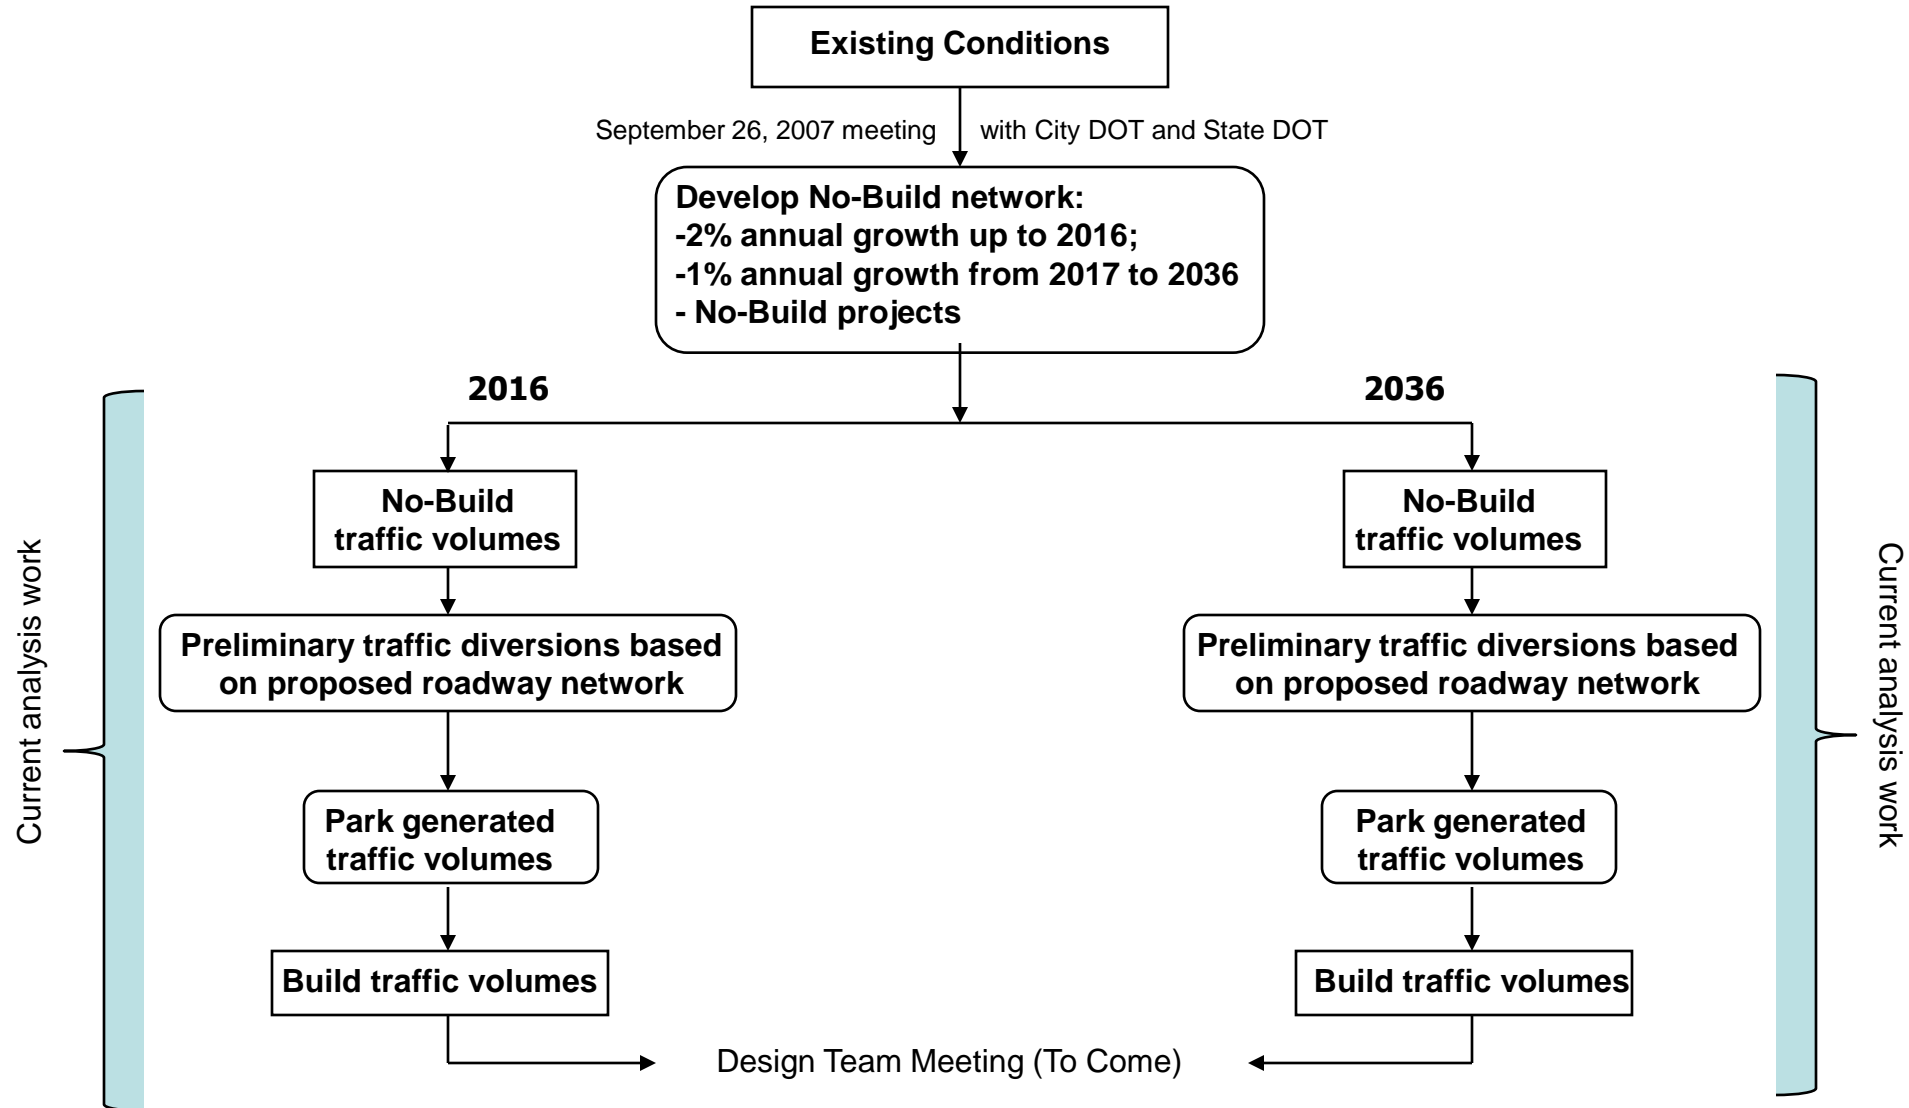 Existing Conditions
September 26, 2007 meeting with City DOT and State DOT
Develop No-Build network:
-2% annual growth up to 2016;
-1% annual growth from 2017 to 2036
- No-Build projects
2016
No-Build
traffic volumes
Preliminary traffic diversions based
on proposed roadway network
Park generated
traffic volumes
Build traffic volumes
2036
No-Build
traffic volumes
Preliminary traffic diversions based
on proposed roadway network
Park generated
traffic volumes
Build traffic volumes
Design Team Meeting (To Come)
Current analysis work
Current analysis work